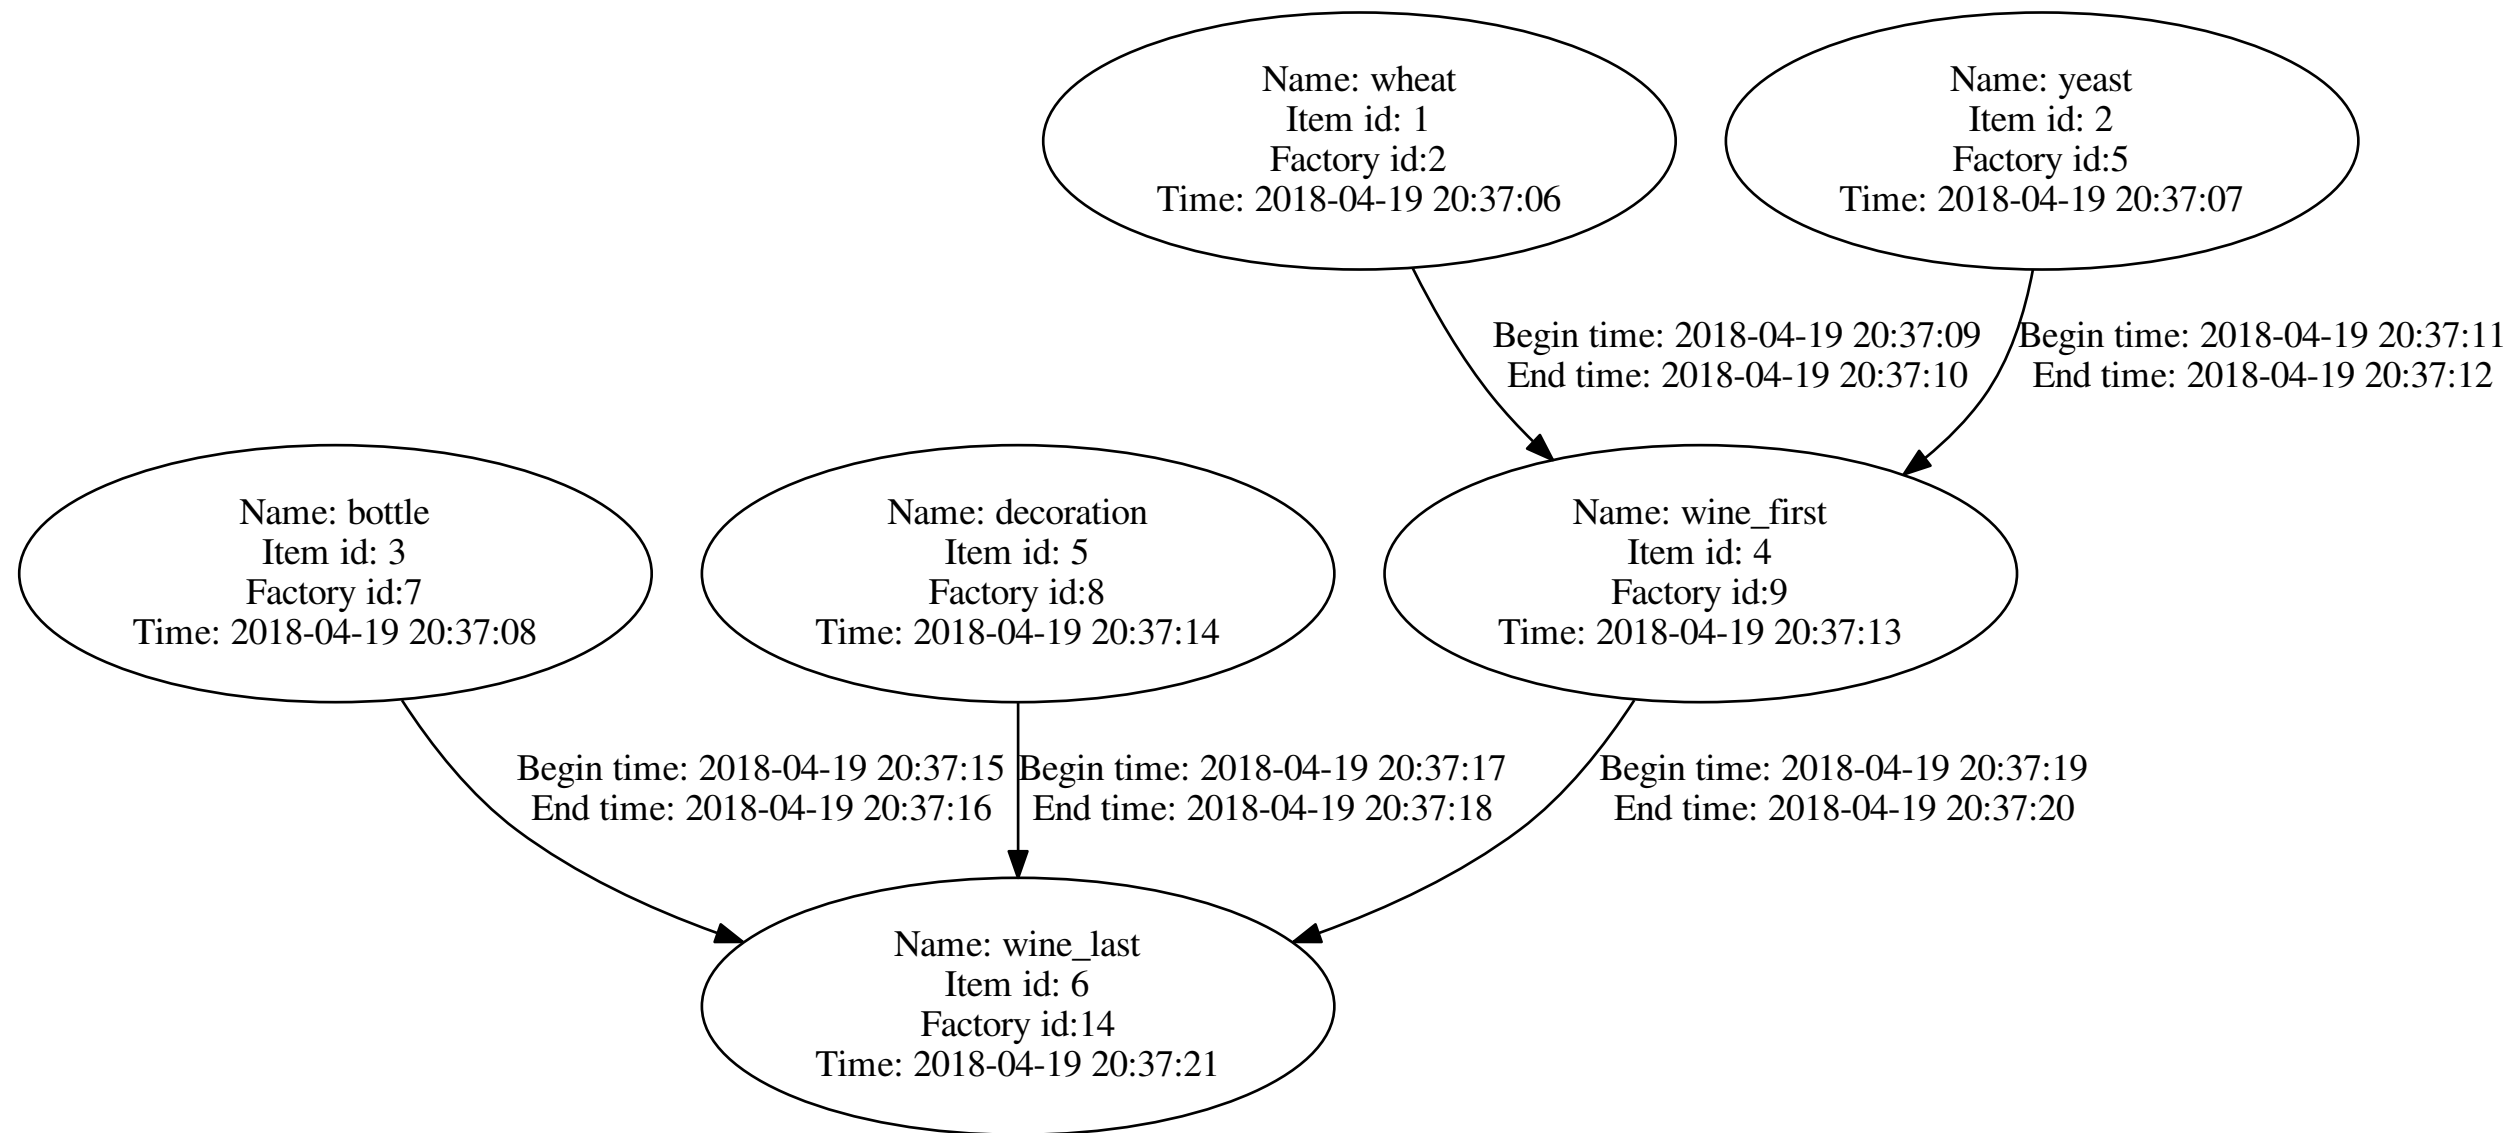 Name: wheat
Item id: 1
Factory id:2
Time: 2018-04-19 20:37:06
Name: yeast
Item id: 2
Factory id:5
Time: 2018-04-19 20:37:07
Begin time: 2018-04-19 20:37:09
End time: 2018-04-19 20:37:10
Begin time: 2018-04-19 20:37:11
End time: 2018-04-19 20:37:12
Name: bottle
Item id: 3
Factory id:7
Time: 2018-04-19 20:37:08
Name: decoration
Item id: 5
Factory id:8
Time: 2018-04-19 20:37:14
Name: wine_first
Item id: 4
Factory id:9
Time: 2018-04-19 20:37:13
Begin time: 2018-04-19 20:37:15
End time: 2018-04-19 20:37:16
Begin time: 2018-04-19 20:37:17
End time: 2018-04-19 20:37:18
Begin time: 2018-04-19 20:37:19
End time: 2018-04-19 20:37:20
Name: wine_last
Item id: 6
Factory id:14
Time: 2018-04-19 20:37:21